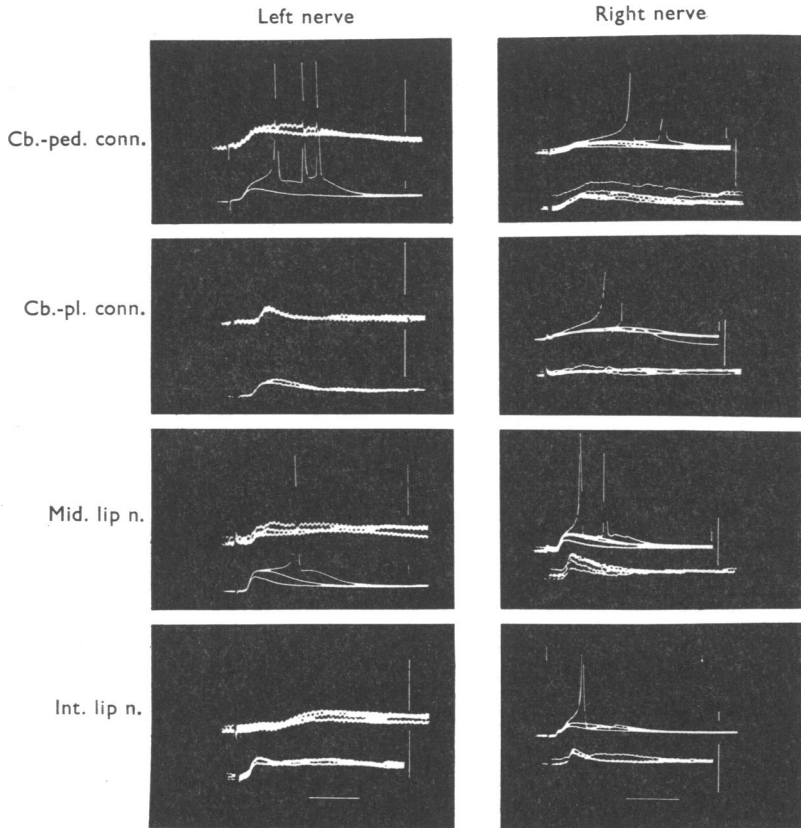 Left nerve
Right nerve
Cb.-ped. conn.
Cb.-pl. conn.
Mid. lip n.
Int. lip n.